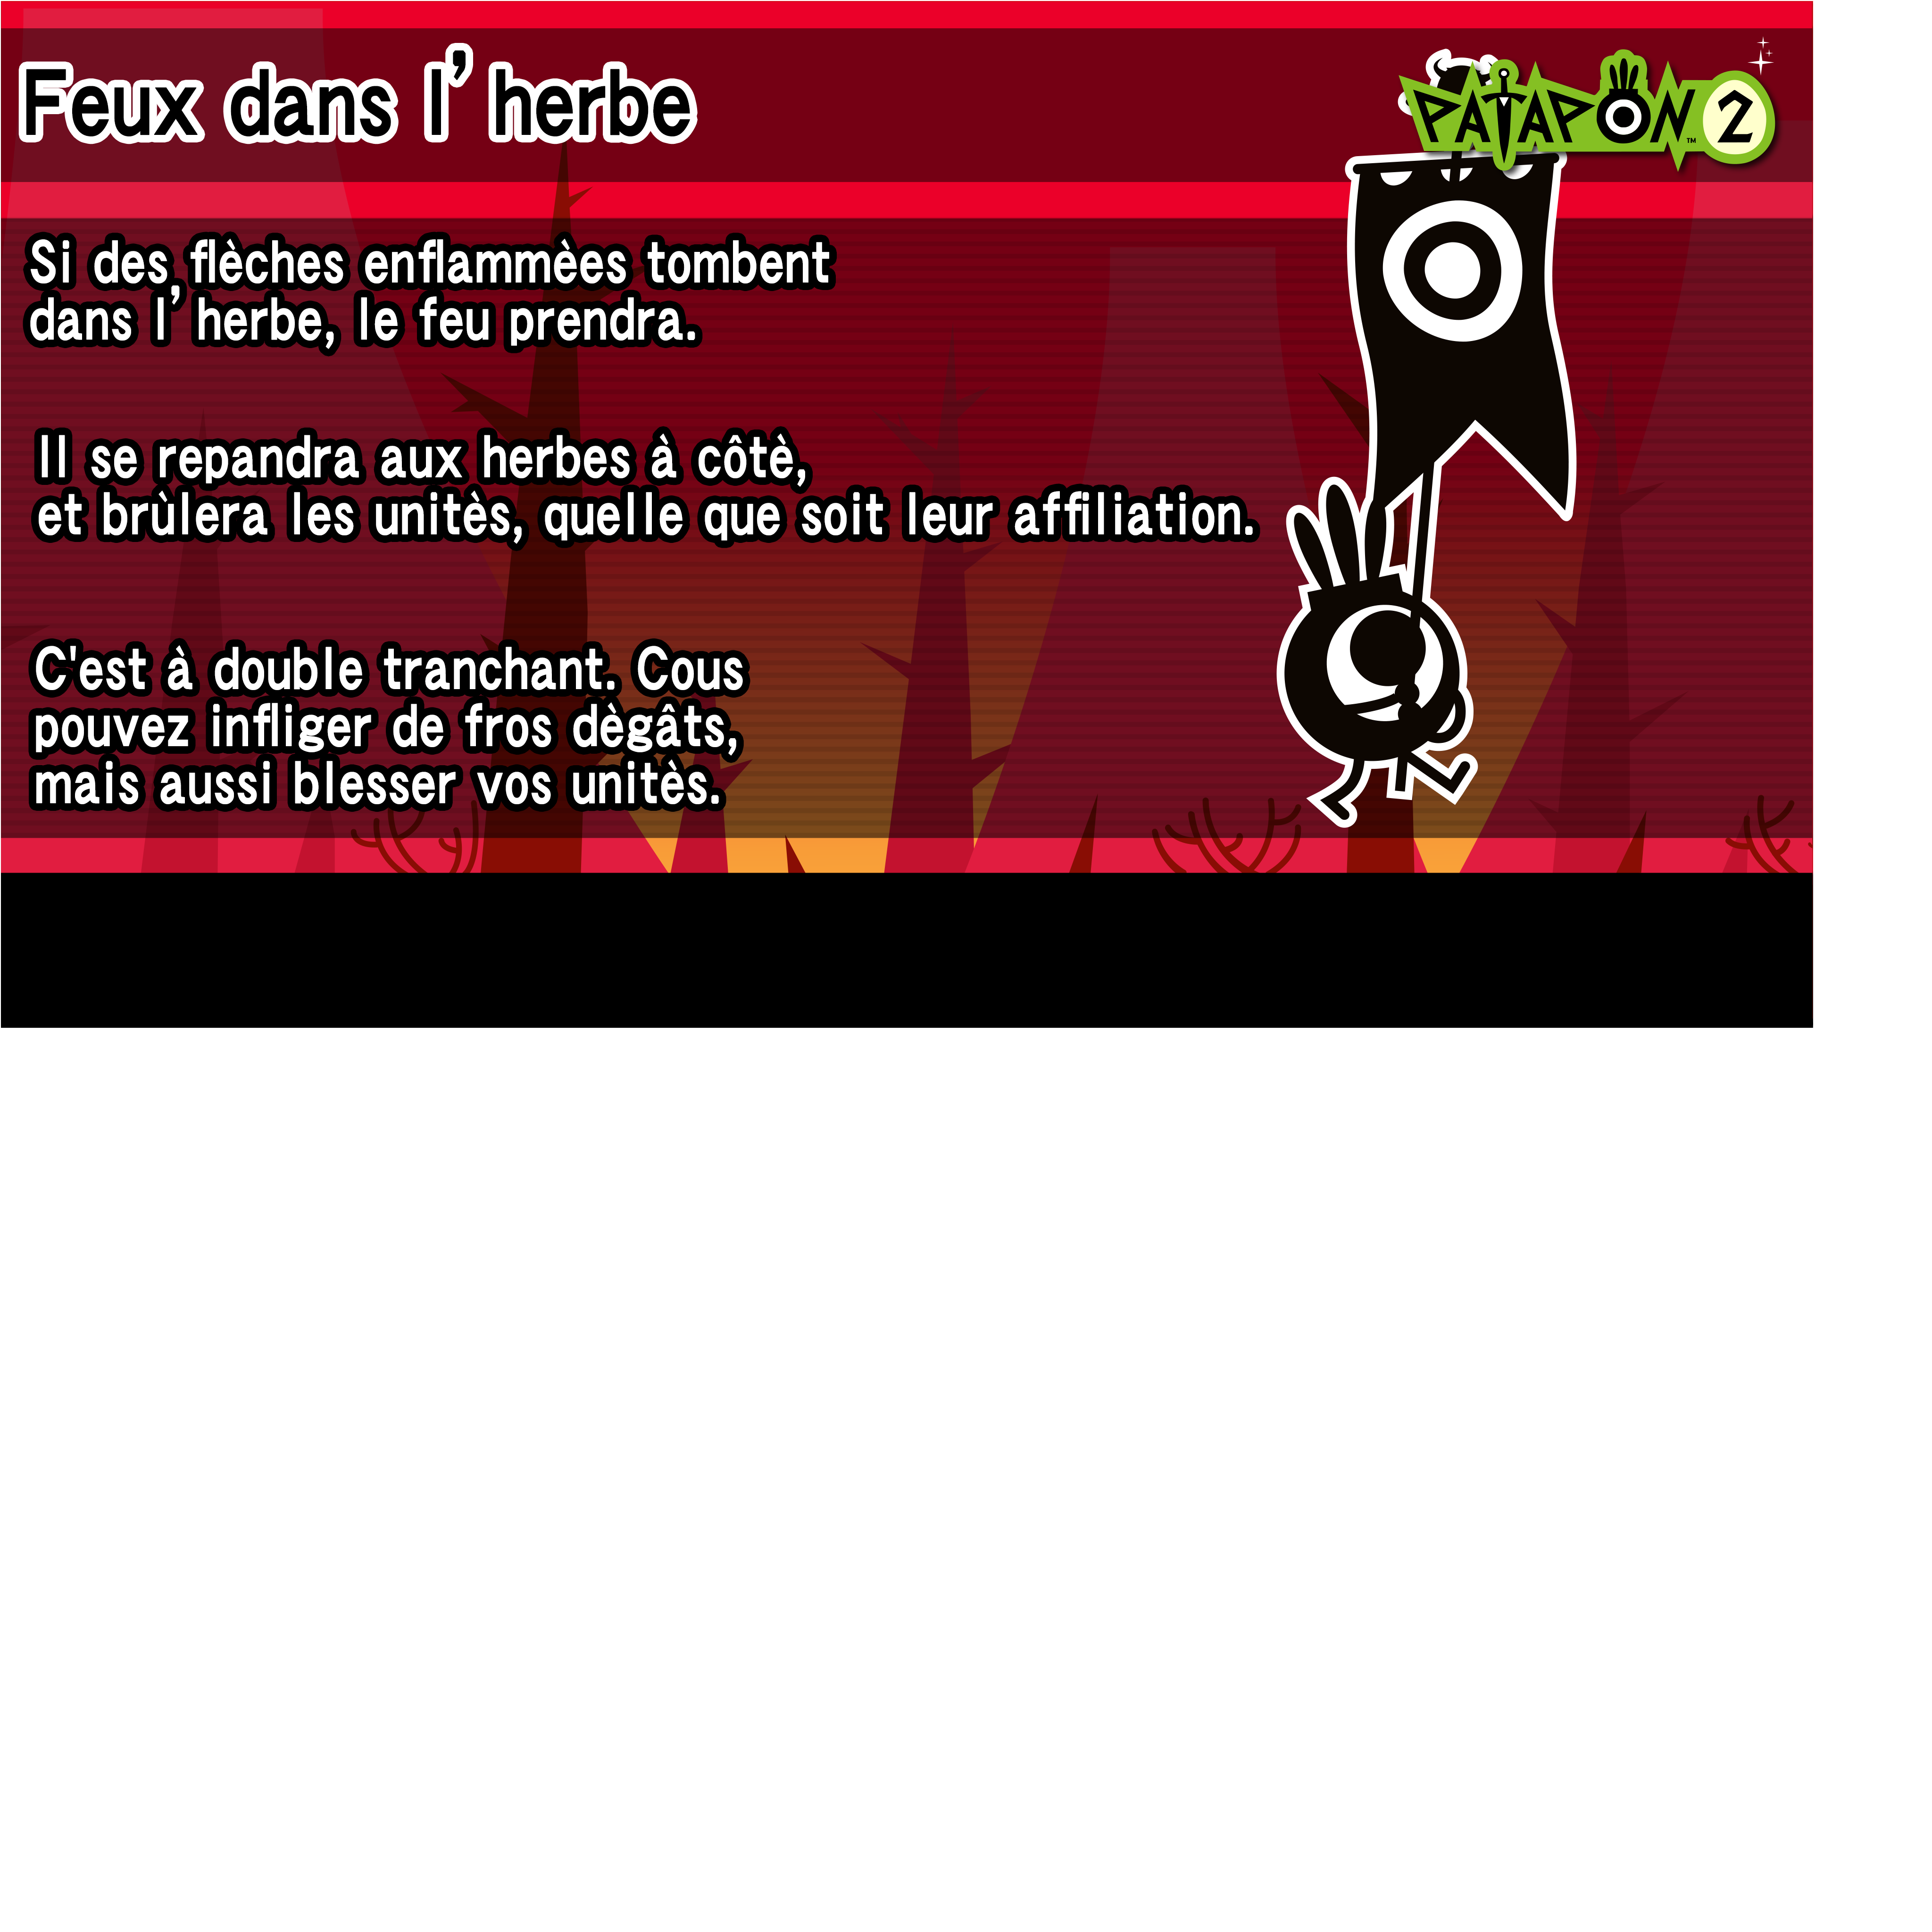 Feux dans l’herbe
PATAPON™ 2
Si des flèches enflammèes tombent
dans l’herbe, le feu prendra.
Il se repandra aux herbes à côtè,
et brùlera les unitès, quelle que soit leur affiliation.
C'est à double tranchant. Cous
pouvez infliger de fros dègâts,
mais aussi blesser vos unitès.